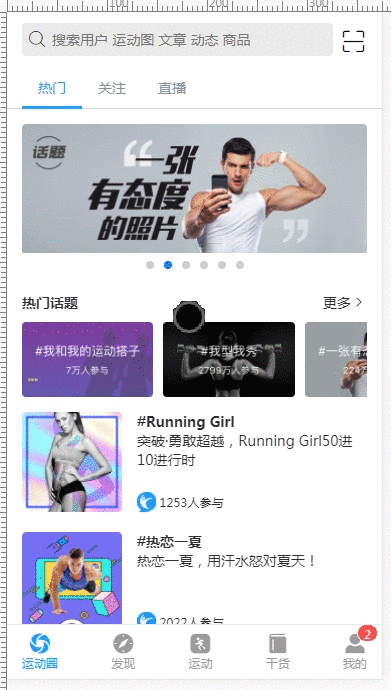 100
200
300
搜索用户 运动图 文章 动态 商品
热门 关注 直播
话题
“一张
有态度
的照片”
热门话题 更多
#我和我的运动搭子
7万人参与
#我型我秀
2799万人参与
#一张有态
224万
#Running Girl
突破·勇敢超越，Running Girl50进
10进行时
1253人参与
#热恋一夏
热恋一夏，用汗水怒对夏天！
2022人参与
2
运动圈 发现 运动 干货 我的